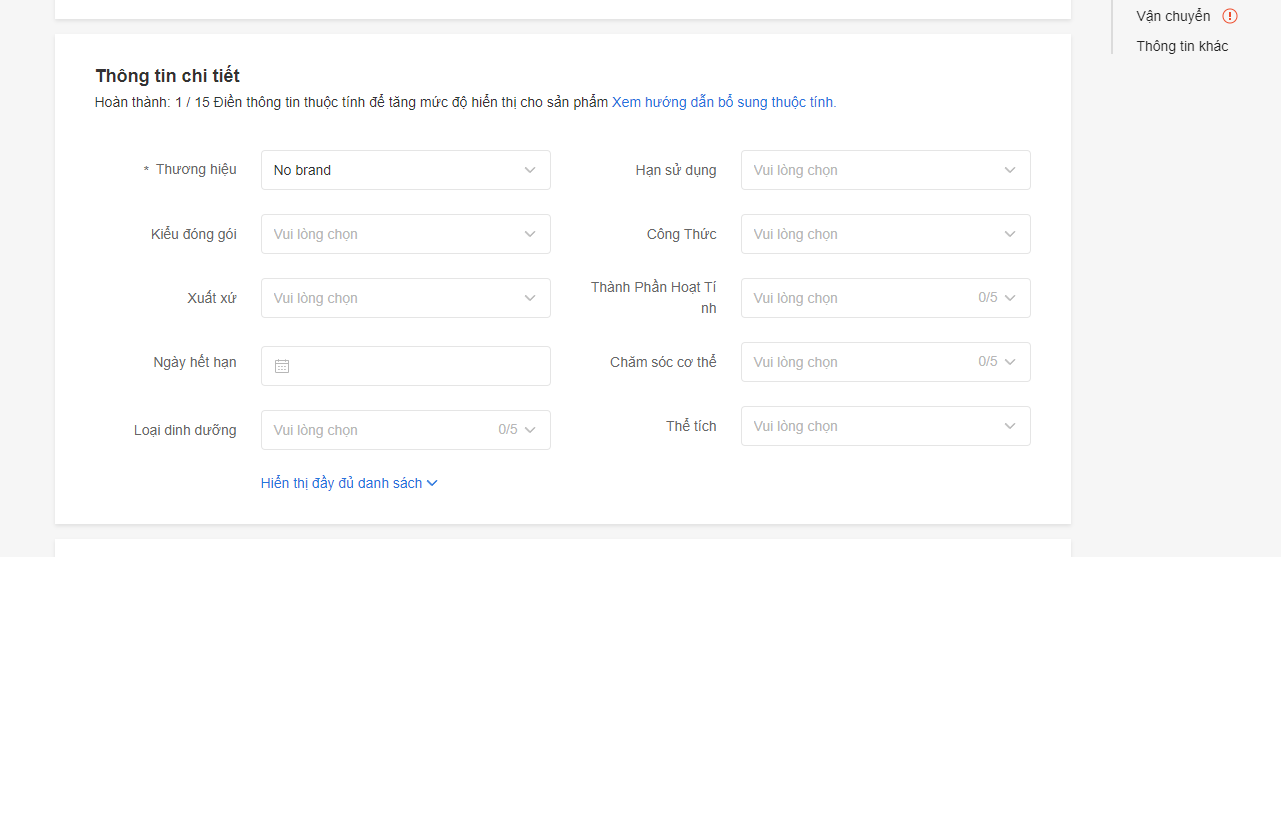 Vận chuyển
Thông tin khác
Thông tin chi tiết
Hoàn thành: 1 / 15 Điền thông tin thuộc tính để tăng mức độ hiển thị cho sản phẩm Xem hướng dẫn bổ sung thuộc tính.
* Thương hiệu No brand
Hạn sử dụng Vui lòng chọn
Kiểu đóng gói Vui lòng chọn
Công Thức Vui lòng chọn
Xuất xứ Vui lòng chọn
Thành Phần Hoạt Tí
nh
Vui lòng chọn 0/5
Ngày hết hạn
Chăm sóc cơ thể Vui lòng chọn 0/5
Loại dinh dưỡng Vui lòng chọn 0/5
Thể tích Vui lòng chọn
Hiển thị đầy đủ danh sách